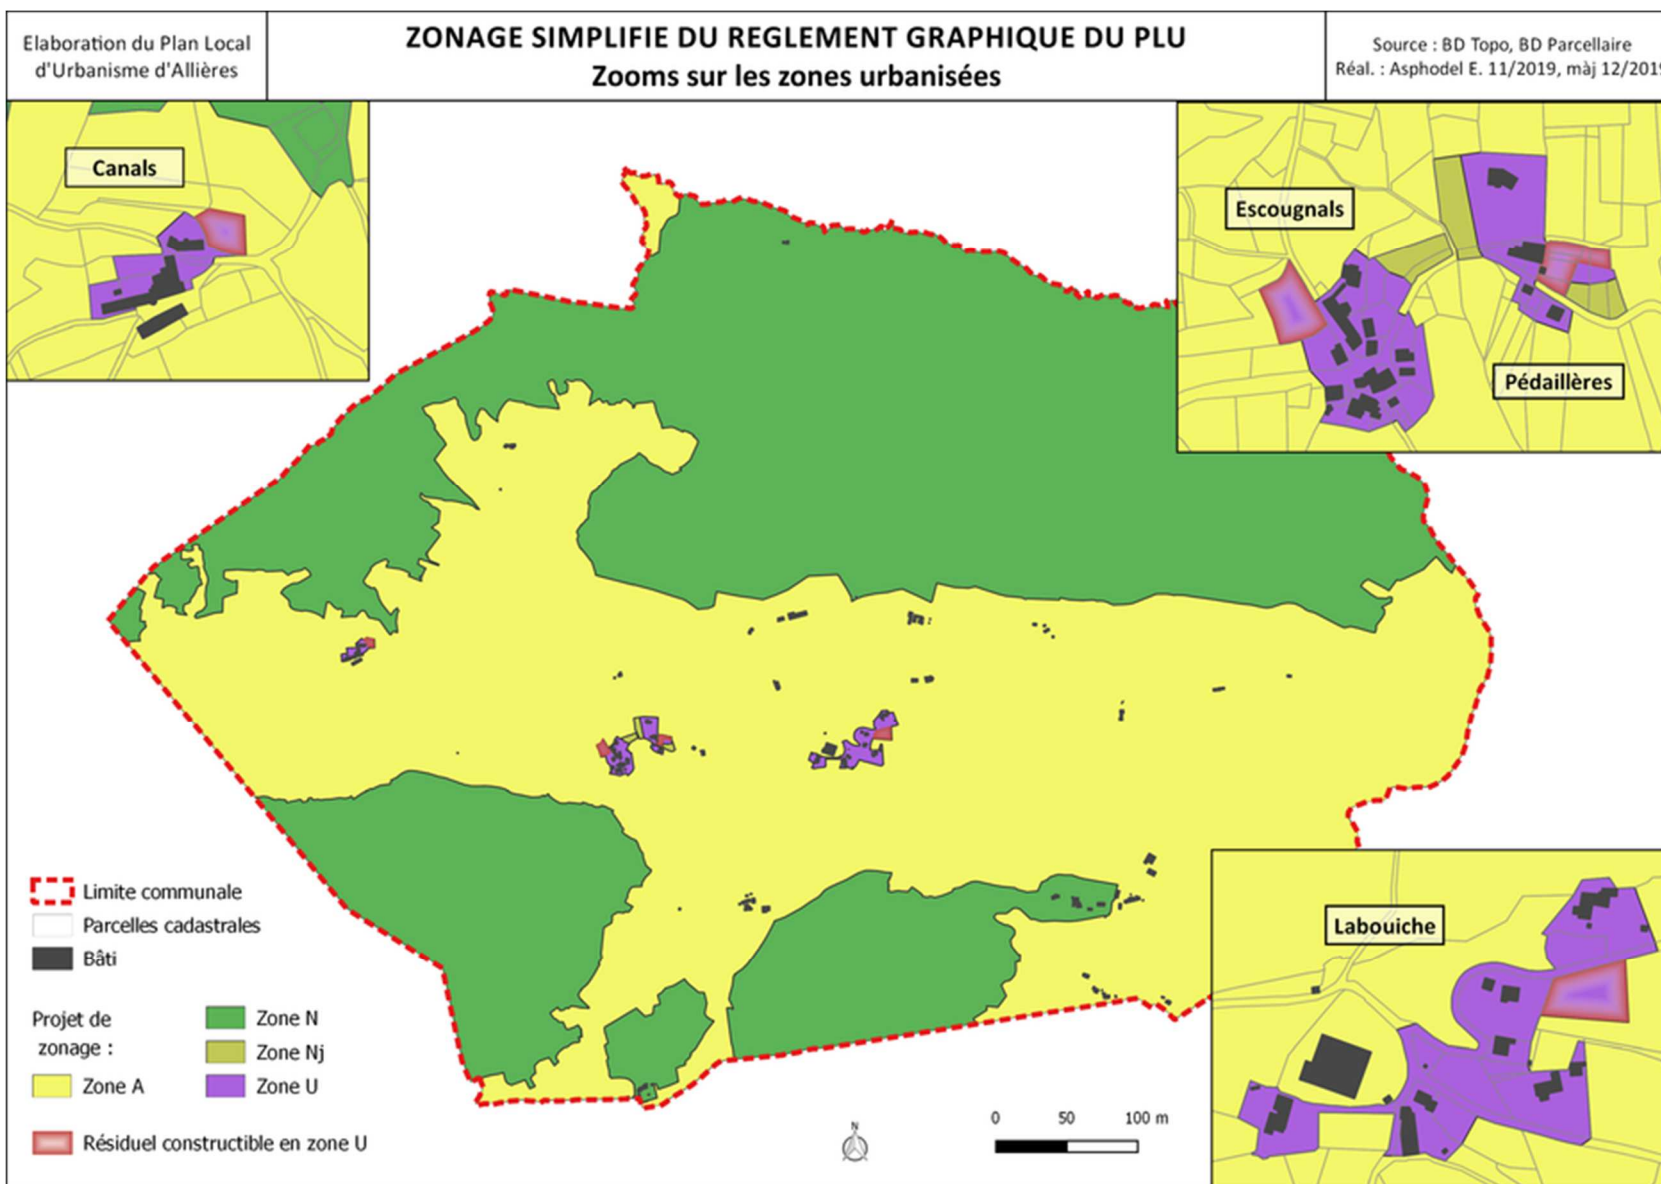 Elaboration du Plan Local
d'Urbanisme d'Allières
ZONAGE SIMPLIFIE DU REGLEMENT GRAPHIQUE DU PLU
Zooms sur les zones urbanisées
Source : BD Topo, BD Parcellaire
Réal. : Asphodel E. 11/2019, màj 12/2019
Canals
Escougnals
Pédaillères
Labouiche
Limite communale
Parcelles cadastrales
Bâti
Projet de
zonage :
Zone N
Zone Nj
Zone A
Zone U
Résiduel constructible en zone U
N
0 50 100 m